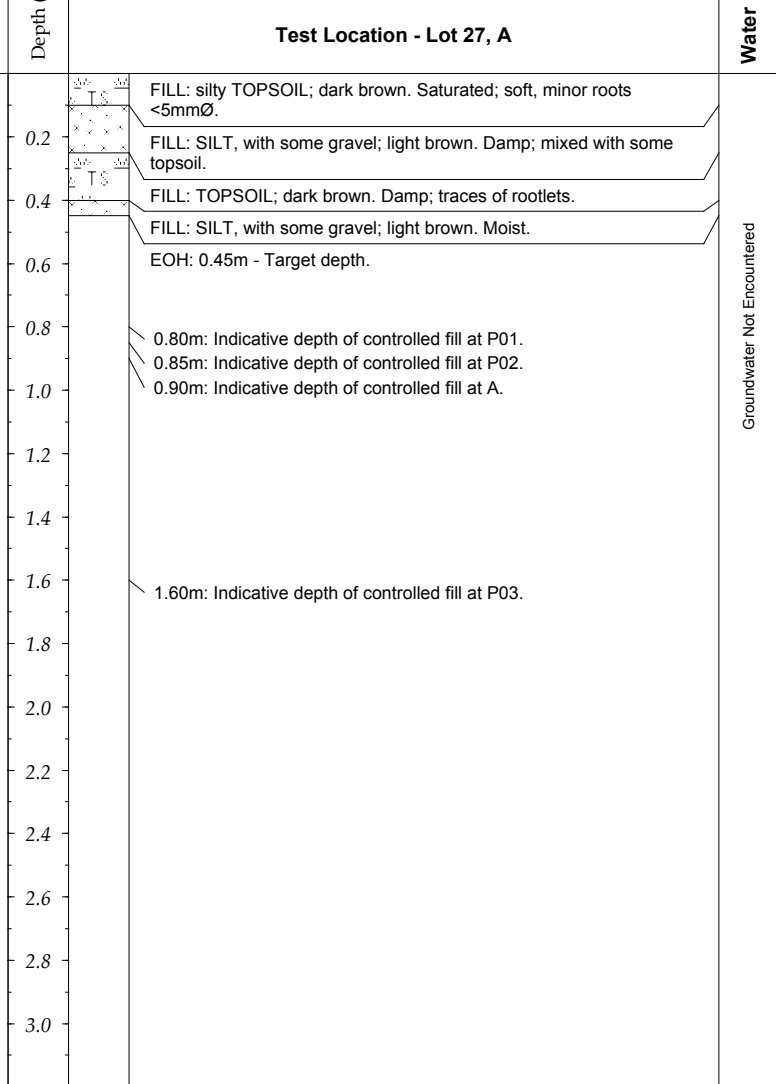 Depth (
Test Location - Lot 27, A
Water
TS
FILL: silty TOPSOIL; dark brown. Saturated; soft, minor roots
<5mmØ.
0.2
FILL: SILT, with some gravel; light brown. Damp; mixed with some
topsoil.
TS
0.4
FILL: TOPSOIL; dark brown. Damp; traces of rootlets.
FILL: SILT, with some gravel; light brown. Moist.
0.6
EOH: 0.45m - Target depth.
Groundwater Not Encountered
0.8
0.80m: Indicative depth of controlled fill at P01.
0.85m: Indicative depth of controlled fill at P02.
1.0
0.90m: Indicative depth of controlled fill at A.
1.2
1.4
1.6
1.60m: Indicative depth of controlled fill at P03.
1.8
2.0
2.2
2.4
2.6
2.8
3.0